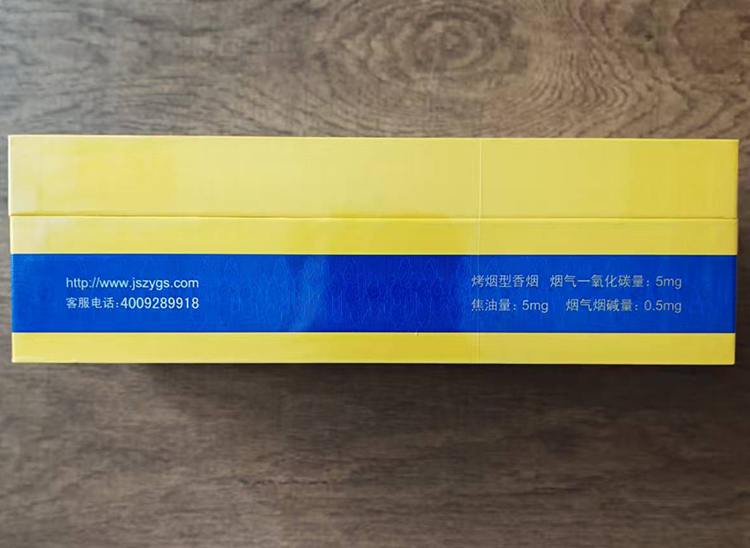 http://www.jszygs.com
客服电话:4009289918
烤烟型香烟 烟气一氧化碳量:5mg
焦油量:5mg 烟气烟碱量:0.5mg